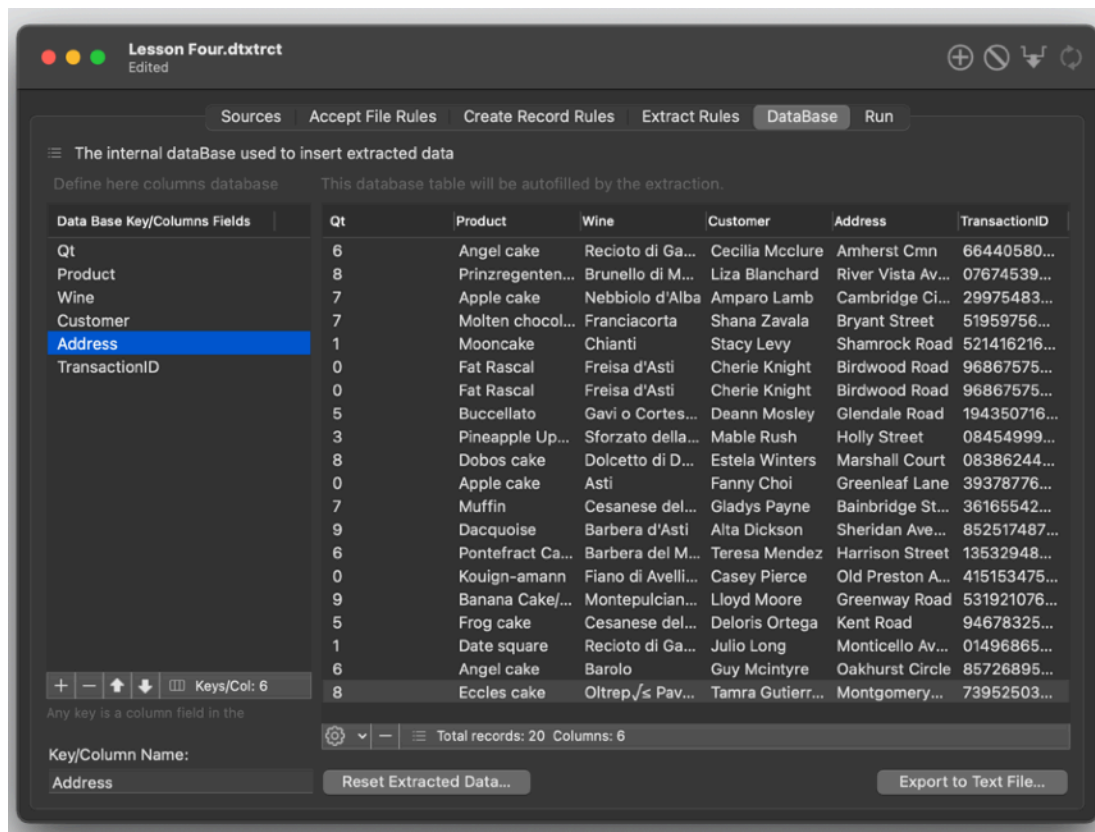 Lesson Four.dtxtrct
Edited
Sources Accept File Rules Create Record Rules Extract Rules DataBase Run
The internal dataBase used to insert extracted data
Define here columns database This database table will be autofilled by the extraction.
Data Base Key/Columns Fields
Qt
Product
Wine
Customer
Address
TransactionID
Qt Product Wine Customer Address TransactionID
6 Angel cake Recioto di Ga... Cecilia Mcclure Amherst Cmn 66440580...
8 Prinzregenten... Brunello di M... Liza Blanchard River Vista Av... 07674539...
7 Apple cake Nebbiolo d'Alba Amparo Lamb Cambridge Ci... 29975483...
7 Molten chocol... Franciacorta Shana Zavala Bryant Street 51959756...
1 Mooncake Chianti Stacy Levy Shamrock Road 521416216...
0 Fat Rascal Freisa d'Asti Cherie Knight Birdwood Road 96867575...
0 Fat Rascal Freisa d'Asti Cherie Knight Birdwood Road 96867575...
5 Buccellato Gavi o Cortes... Deann Mosley Glendale Road 194350716...
3 Pineapple Up... Sforzato della... Mable Rush Holly Street 08454999...
8 Dobos cake Dolcetto di D... Estela Winters Marshall Court 08386244...
0 Apple cake Asti Fanny Choi Greenleaf Lane 39378776...
7 Muffin Cesanese del... Gladys Payne Bainbridge St... 36165542...
9 Dacquoise Barbera d'Asti Alta Dickson Sheridan Ave... 852517487...
6 Pontefract Ca... Barbera del M... Teresa Mendez Harrison Street 13532948...
0 Kouign-amann Fiano di Avelli... Casey Pierce Old Preston A... 415153475...
9 Banana Cake/... Montepulcian... Lloyd Moore Greenway Road 531921076...
5 Frog cake Cesanese del... Deloris Ortega Kent Road 94678325...
1 Date square Recioto di Ga... Julio Long Monticello Av... 01496865...
6 Angel cake Barolo Guy Mcintyre Oakhurst Circle 85726895...
8 Eccles cake Oltrep√≤ Pav... Tamra Gutierr... Montgomery... 73952503...
Keys/Col: 6
Any key is a column field in the
Total records: 20 Columns: 6
Key/Column Name:
Address
Reset Extracted Data...
Export to Text File...